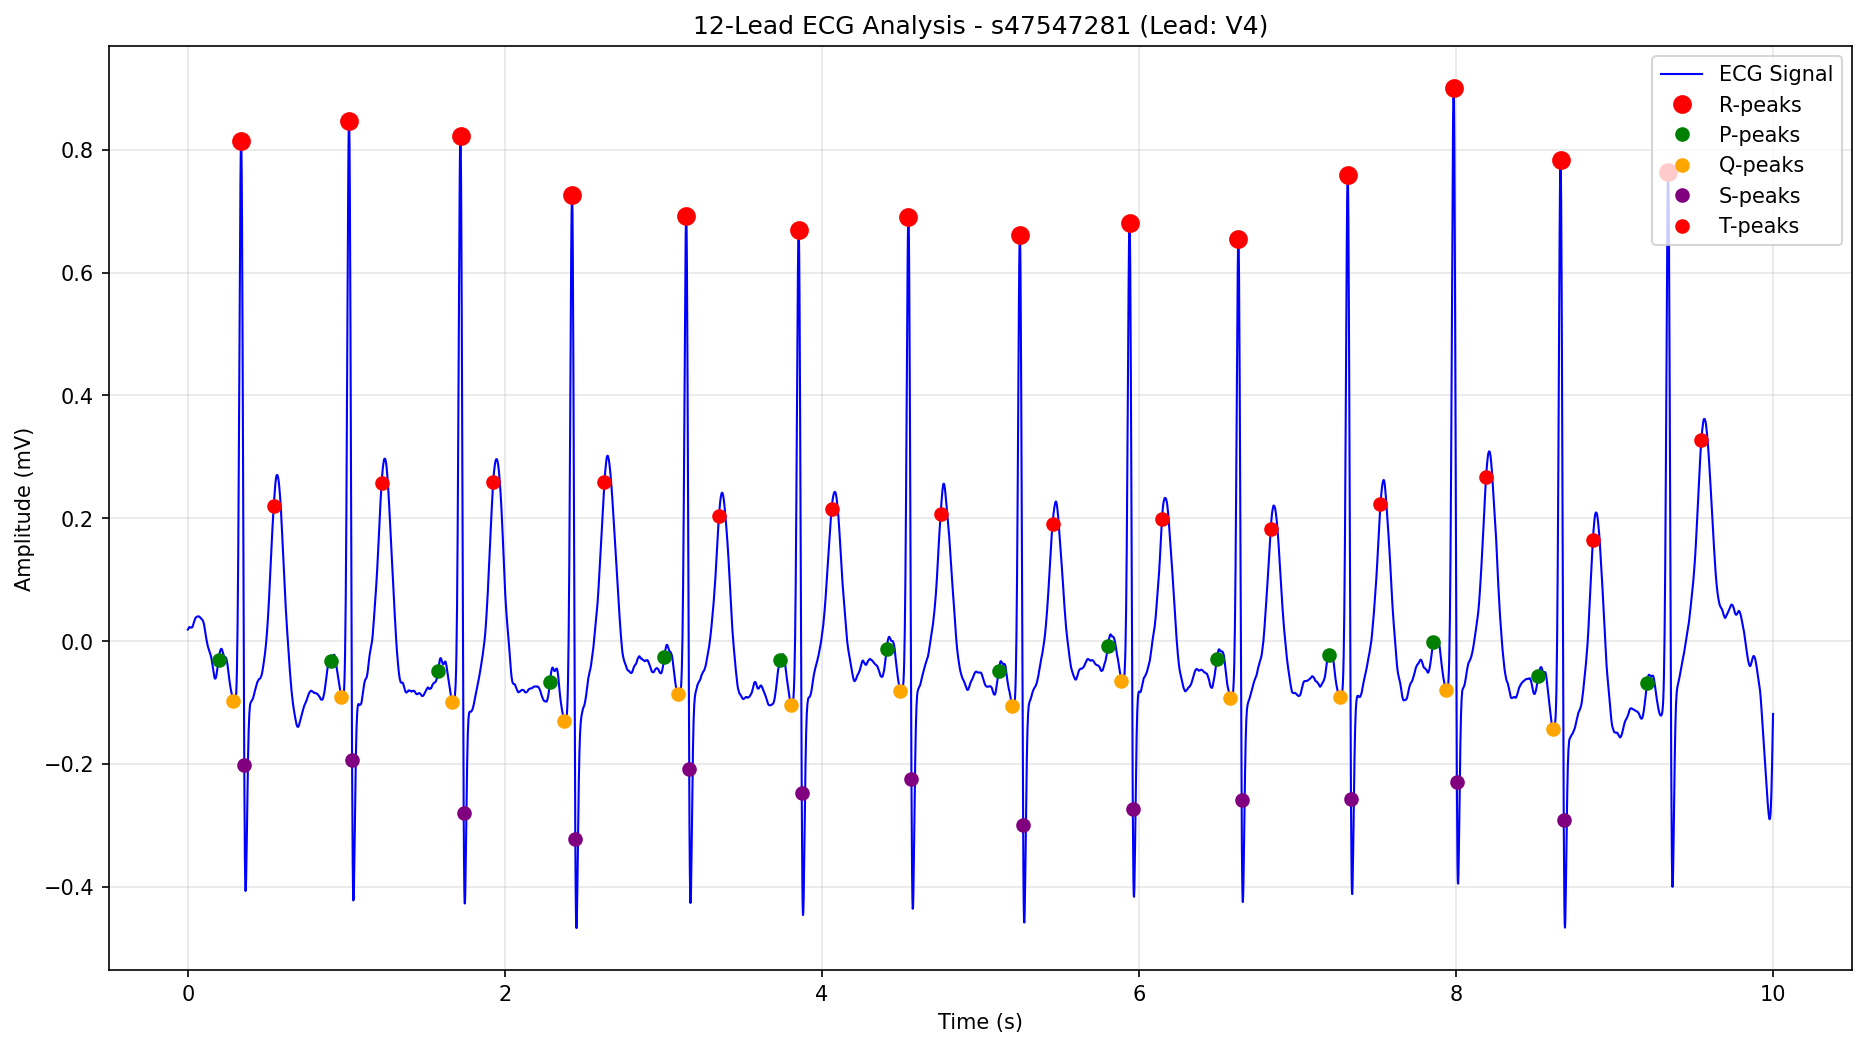 12-Lead ECG Analysis - s47547281 (Lead: V4)
ECG Signal
R-peaks
P-peaks
Q-peaks
S-peaks
T-peaks
Amplitude (mV)
0.8
0.6
0.4
0.2
0.0
−0.2
−0.4
0 2 4 6 8 10
Time (s)